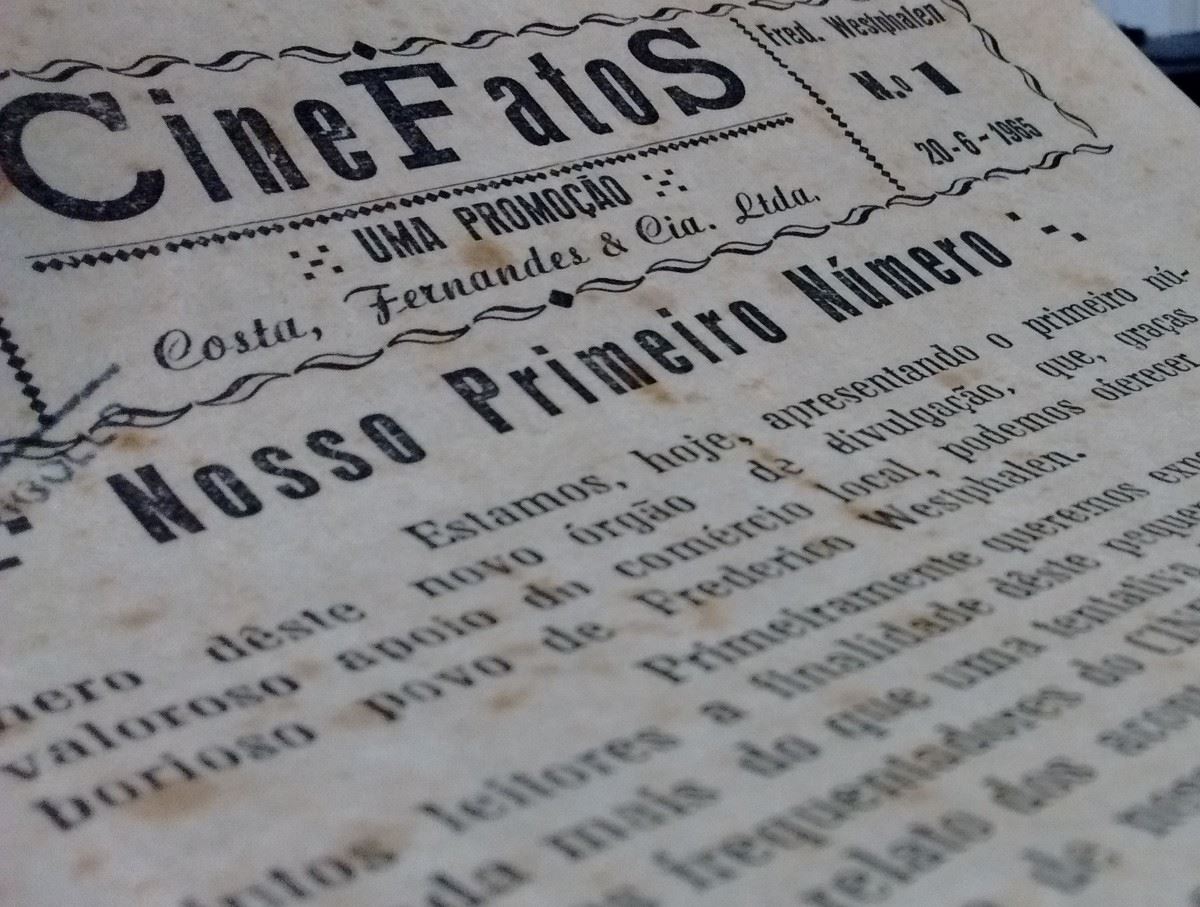 CineFatoS
Fred. Westphalen
N.o 1
20-6-1965
UMA PROMOÇÃO
Costa, Fernandes & Cia. Ltda.
Nosso Primeiro Número
Estamos, hoje, apresentando o primeiro nú-
mero dêste novo órgão de divulgação, que, graças
valoroso apoio do comércio local, podemos oferecer
borioso povo de Frederico Westphalen.
Primeiramente queremos
leitores a finalidade dêste
mais do que uma tentativa
frequentadores do
relato dos
de